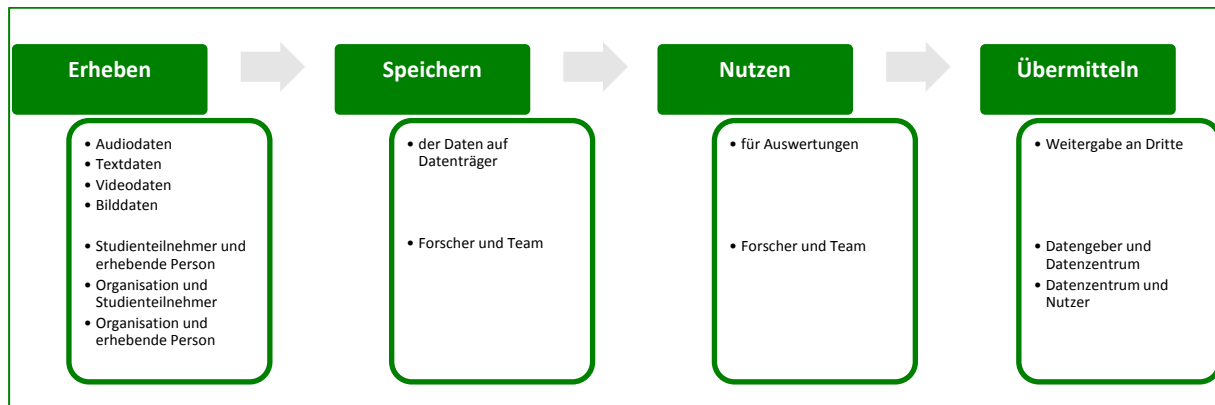 Erheben
• Audiodaten
• Textdaten
• Videodaten
• Bilddaten
• Studienteilnehmer und
erhebende Person
• Organisation und
Studienteilnehmer
• Organisation und
erhebende Person
Speichern
• der Daten auf
Datenträger
• Forscher und Team
Nutzen
• für Auswertungen
• Forscher und Team
Übermitteln
• Weitergabe an Dritte
• Datengeber und
Datenzentrum
• Datenzentrum und
Nutzer